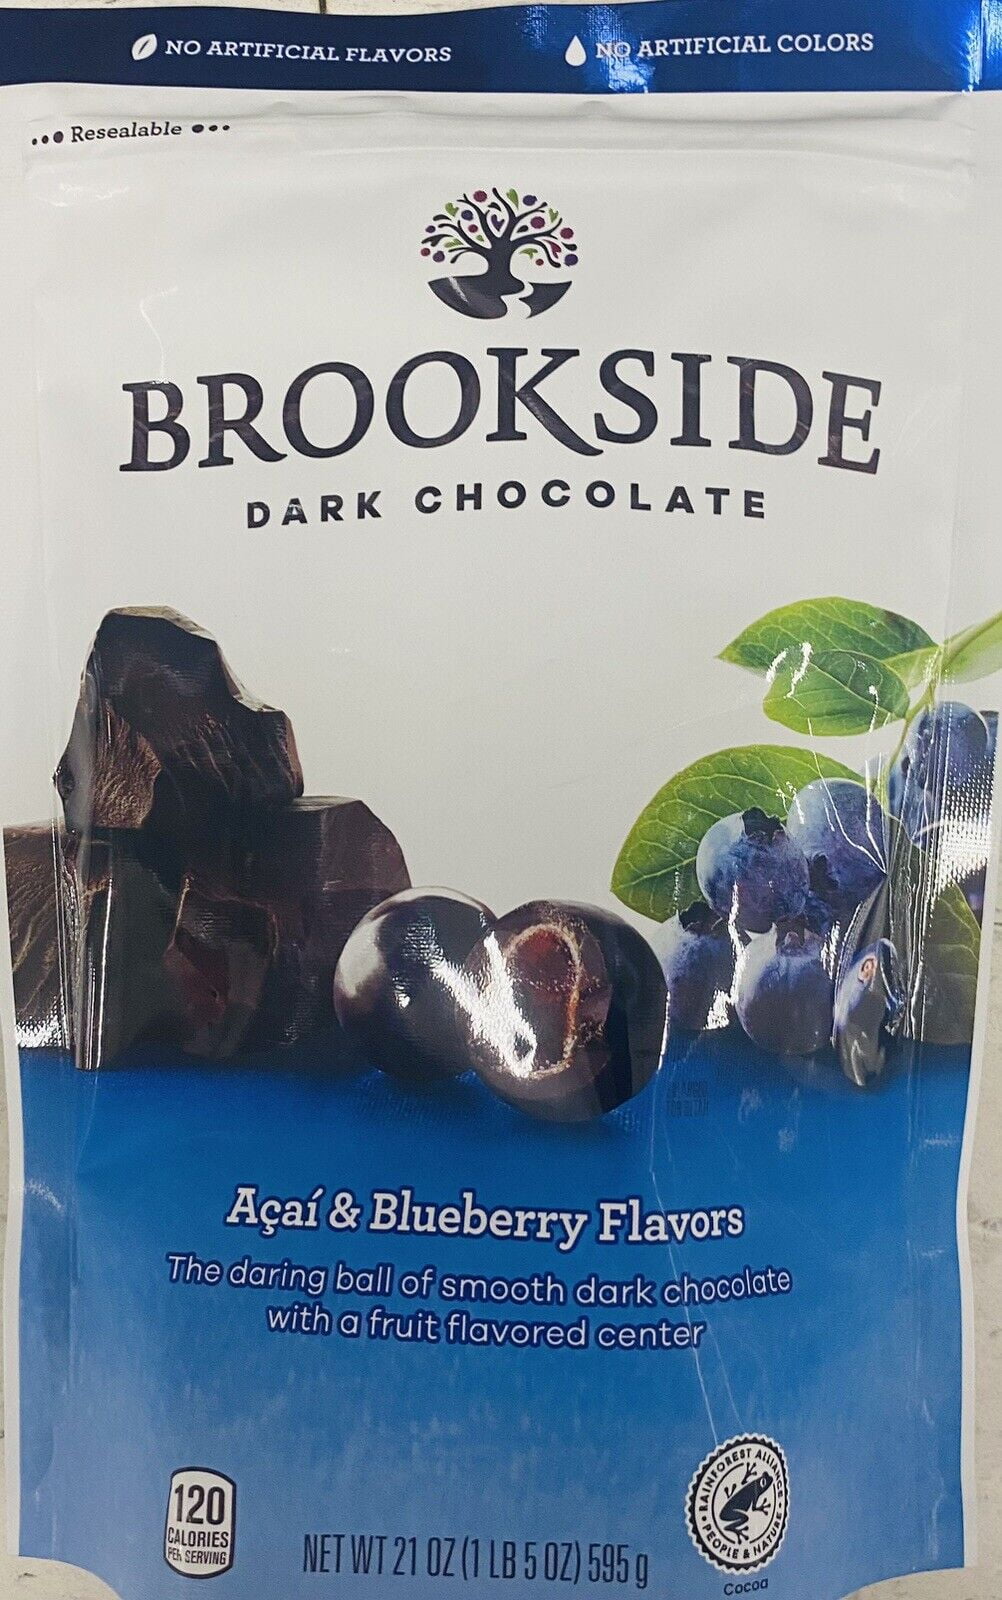 NO ARTIFICIAL FLAVORS
NO ARTIFICIAL COLORS
Resealable
BROOKSIDE
DARK CHOCOLATE
Açaí & Blueberry Flavors
The daring ball of smooth dark chocolate
with a fruit flavored center
120
CALORIES
PER SERVING
NET WT 21 OZ (1 LB 5 OZ) 595 g
RAINFOREST ALLIANCE
PEOPLE & NATURE
Cocoa